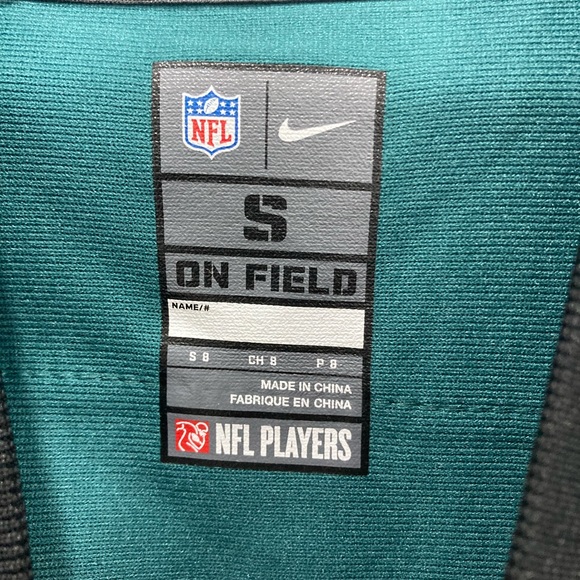 NFL
S
ON FIELD
NAME/#
S 8 CH 8 P 8
MADE IN CHINA
FABRIQUE EN CHINA
NFL PLAYERS